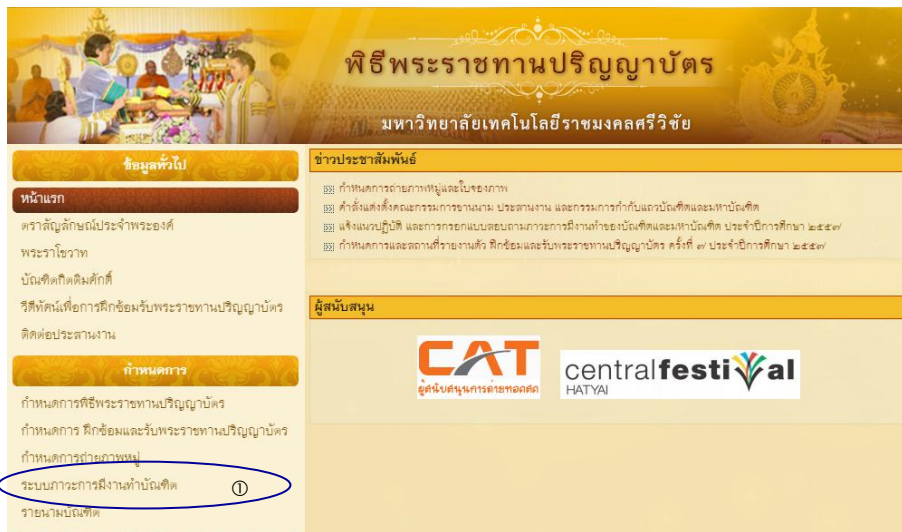 พิธีพระราชทานปริญญาบัตร
มหาวิทยาลัยเทคโนโลยีราชมงคลศรีวิชัย
ข้อมูลทั่วไป
หน้าแรก
ตราสัญลักษณ์ประจำพระองค์
พระราโชวาท
บัณฑิตกิตติมศักดิ์
วีดีทัศน์เพื่อการฝึกซ้อมรับพระราชทานปริญญาบัตร
ติดต่อประสานงาน
กำหนดการ
กำหนดการพิธีพระราชทานปริญญาบัตร
กำหนดการ ฝึกซ้อมและรับพระราชทานปริญญาบัตร
กำหนดการถ่ายภาพหมู่
ระบบภาวะการมีงานทำบัณฑิต ①
รายนามบัณฑิต
ข่าวประชาสัมพันธ์
กำหนดการถ่ายภาพหมู่และใบจองภาพ
คำสั่งแต่งตั้งคณะกรรมการขานนาม ประสานงาน และกรรมการกำกับแถวบัณฑิตและมหาบัณฑิต
แจ้งแนวปฏิบัติ และการกรอกแบบสอบถามภาวะการมีงานทำของบัณฑิตและมหาบัณฑิต ประจำปีการศึกษา ๒๕๕๗
กำหนดการและสถานที่รายงานตัว ฝึกซ้อมและรับพระราชทานปริญญาบัตร ครั้งที่ ๙ ประจำปีการศึกษา ๒๕๕๗
ผู้สนับสนุน
CAT
ผู้สนับสนุนการถ่ายทอดสด
centralfestival
HATYAI